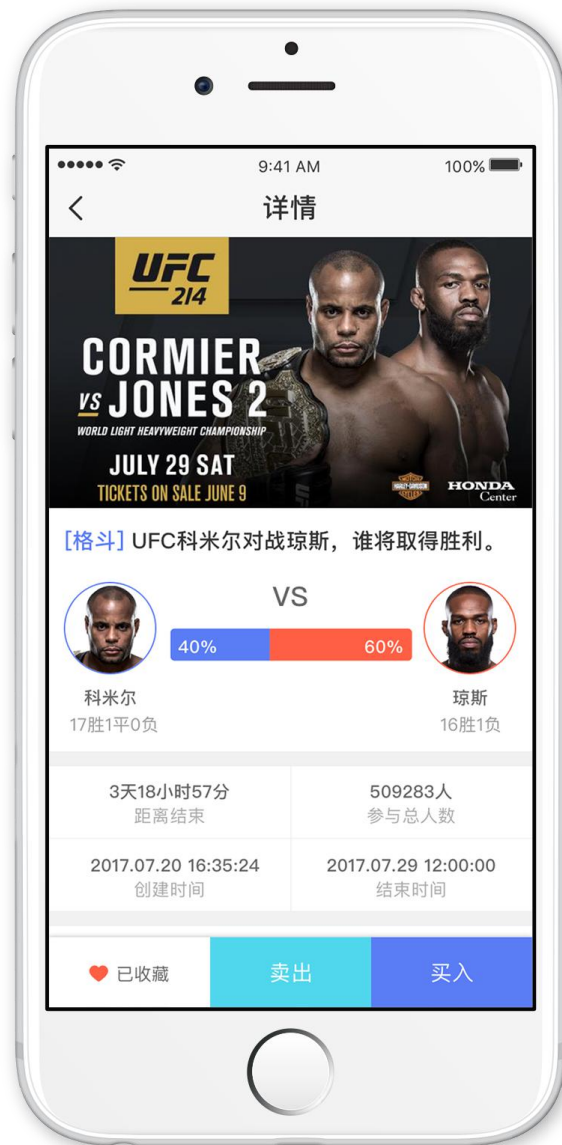 9:41 AM
100%
详情
UFC
214
CORMIER
VS JONES 2
WORLD LIGHT HEAVYWEIGHT CHAMPIONSHIP
JULY 29 SAT
TICKETS ON SALE JUNE 9
MOTOR
HARLEY-DAVIDSON
CYCLES
HONDA
Center
[格斗] UFC科米尔对战琼斯，谁将取得胜利。
VS
40%
60%
科米尔
17胜1平0负
琼斯
16胜1负
3天18小时57分
距离结束
509283人
参与总人数
2017.07.20 16:35:24
创建时间
2017.07.29 12:00:00
结束时间
已收藏
卖出
买入